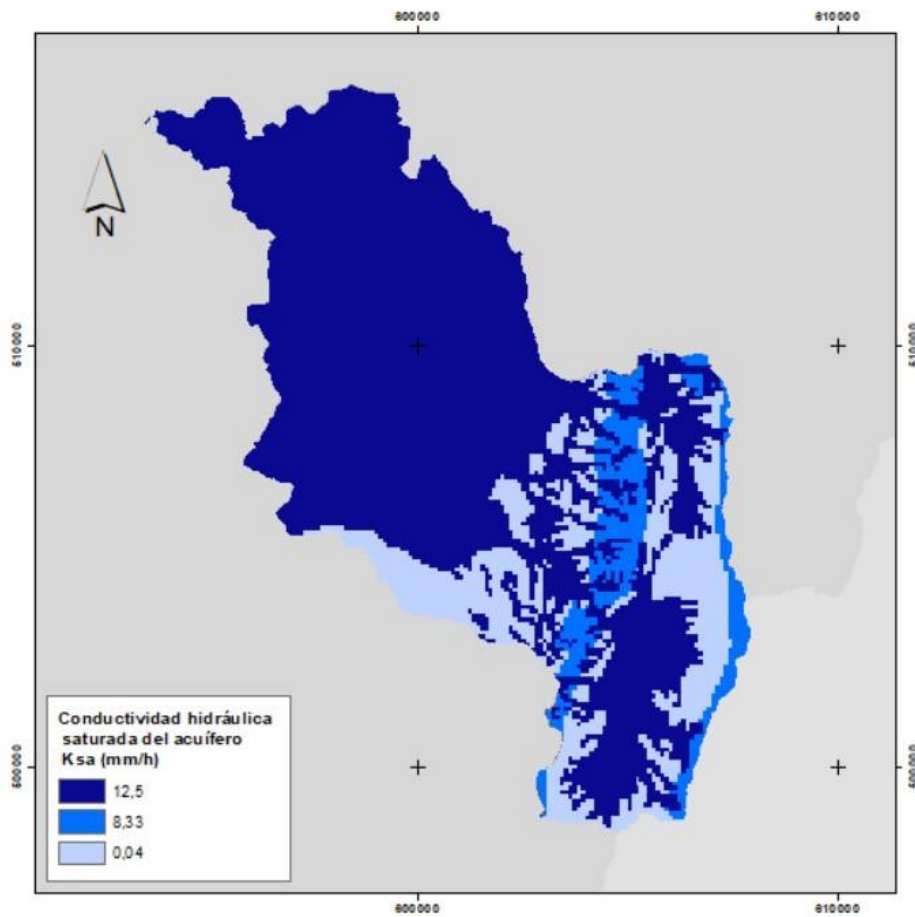 600000
610000
N
610000
610000
Conductividad hidráulica
saturada del acuífero
Ksa (mm/h)
12,5
8,33
0,04
600000
600000
600000
610000